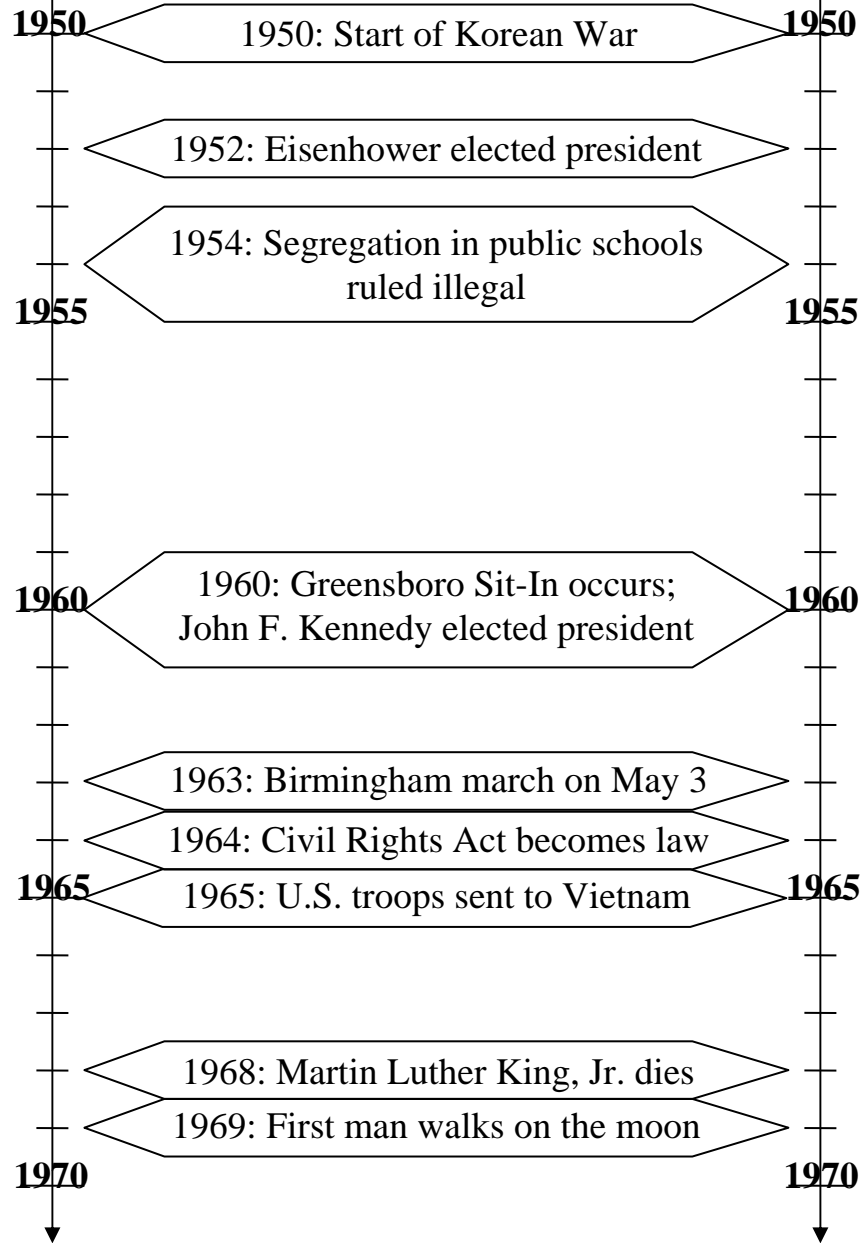 1950 1950
1950: Start of Korean War
1952: Eisenhower elected president
1954: Segregation in public schools
ruled illegal
1955 1955
1960: Greensboro Sit-In occurs;
1960 1960
John F. Kennedy elected president
1963: Birmingham march on May 3
1964: Civil Rights Act becomes law
1965 1965
1965: U.S. troops sent to Vietnam
1968: Martin Luther King, Jr. dies
1969: First man walks on the moon
1970 1970